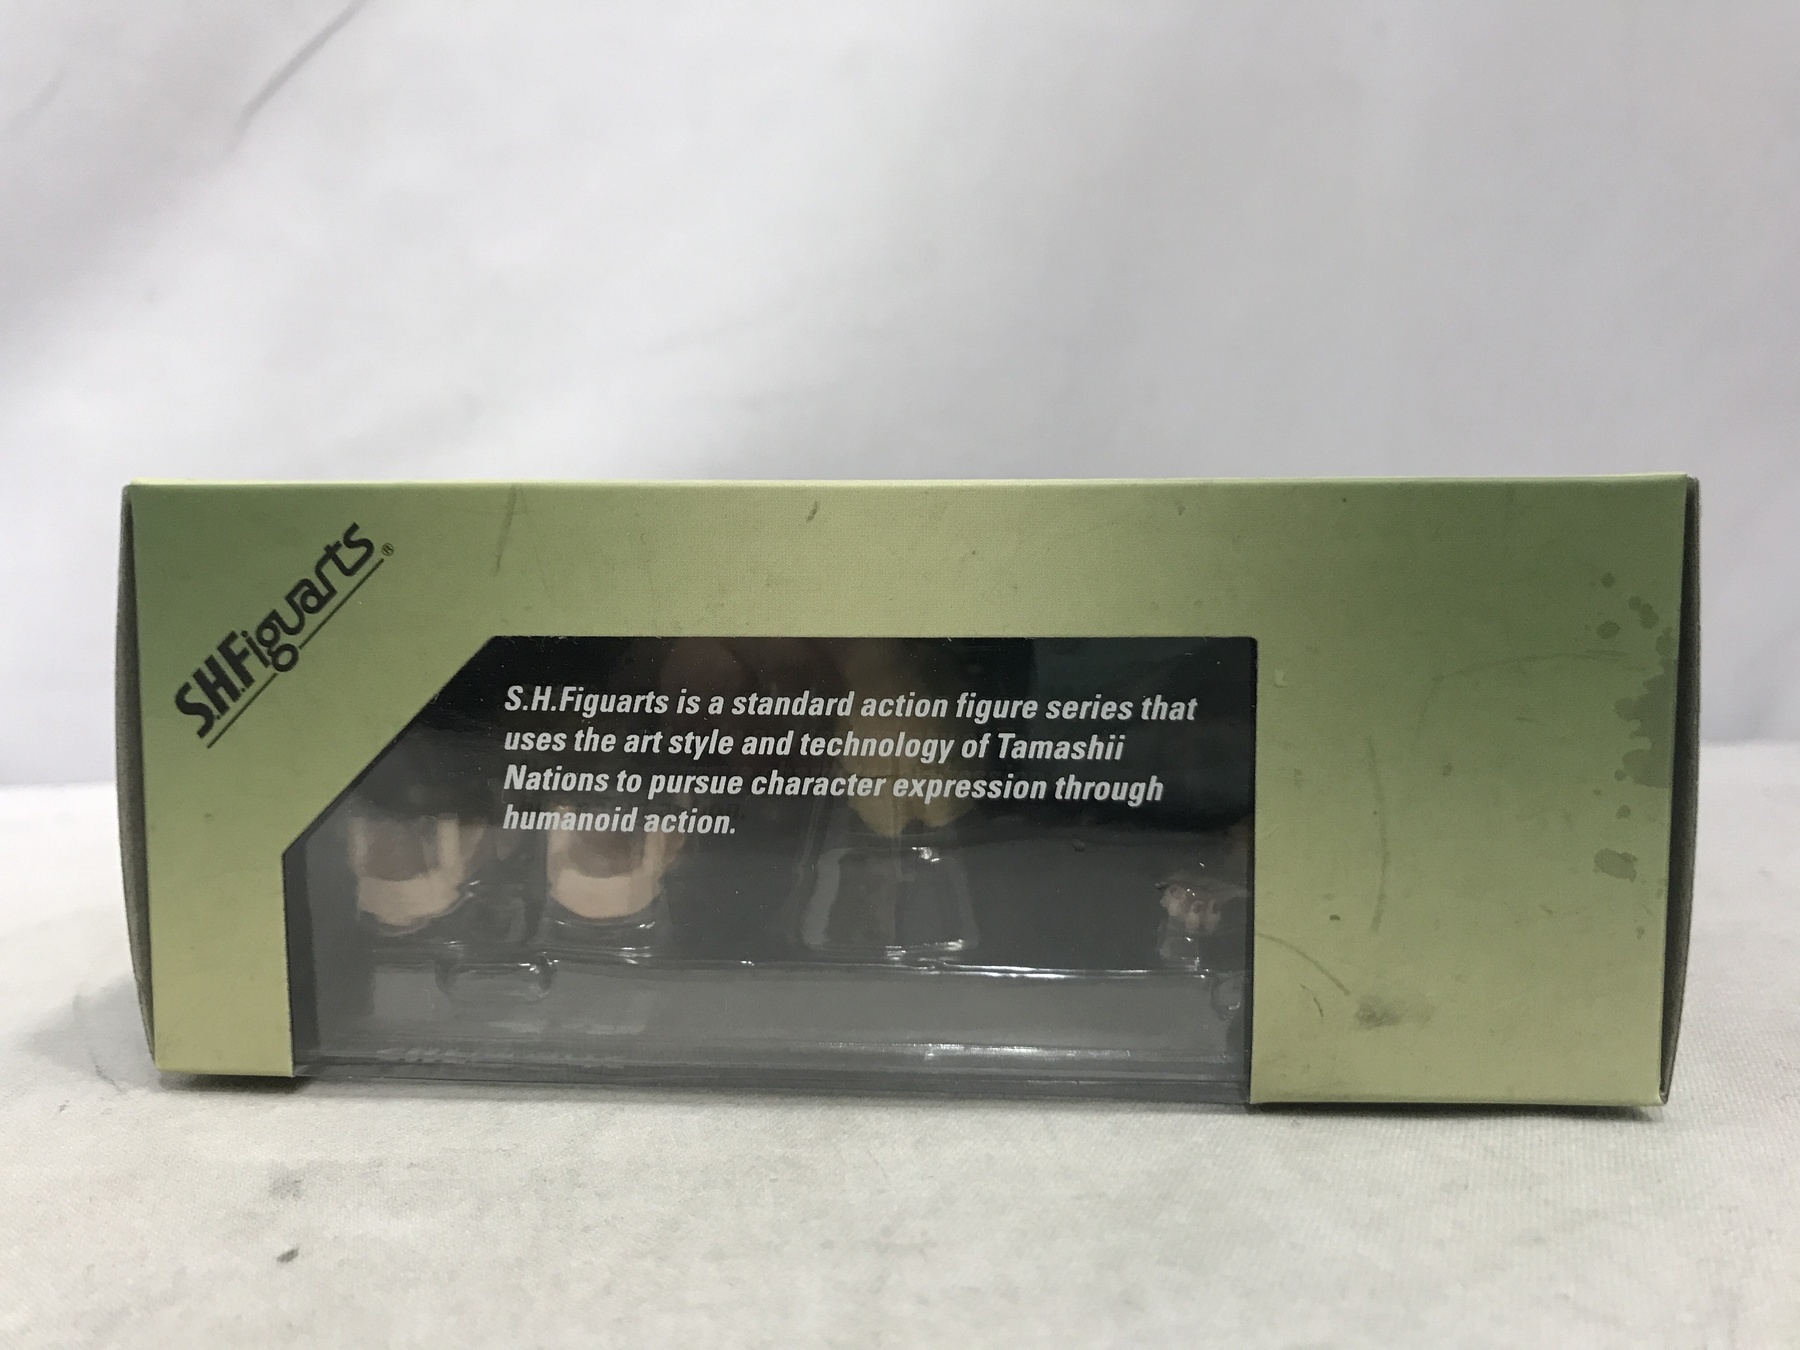 S.H.Figuarts®
S.H.Figuarts is a standard action figure series that
uses the art style and technology of Tamashii
Nations to pursue character expression through
humanoid action.